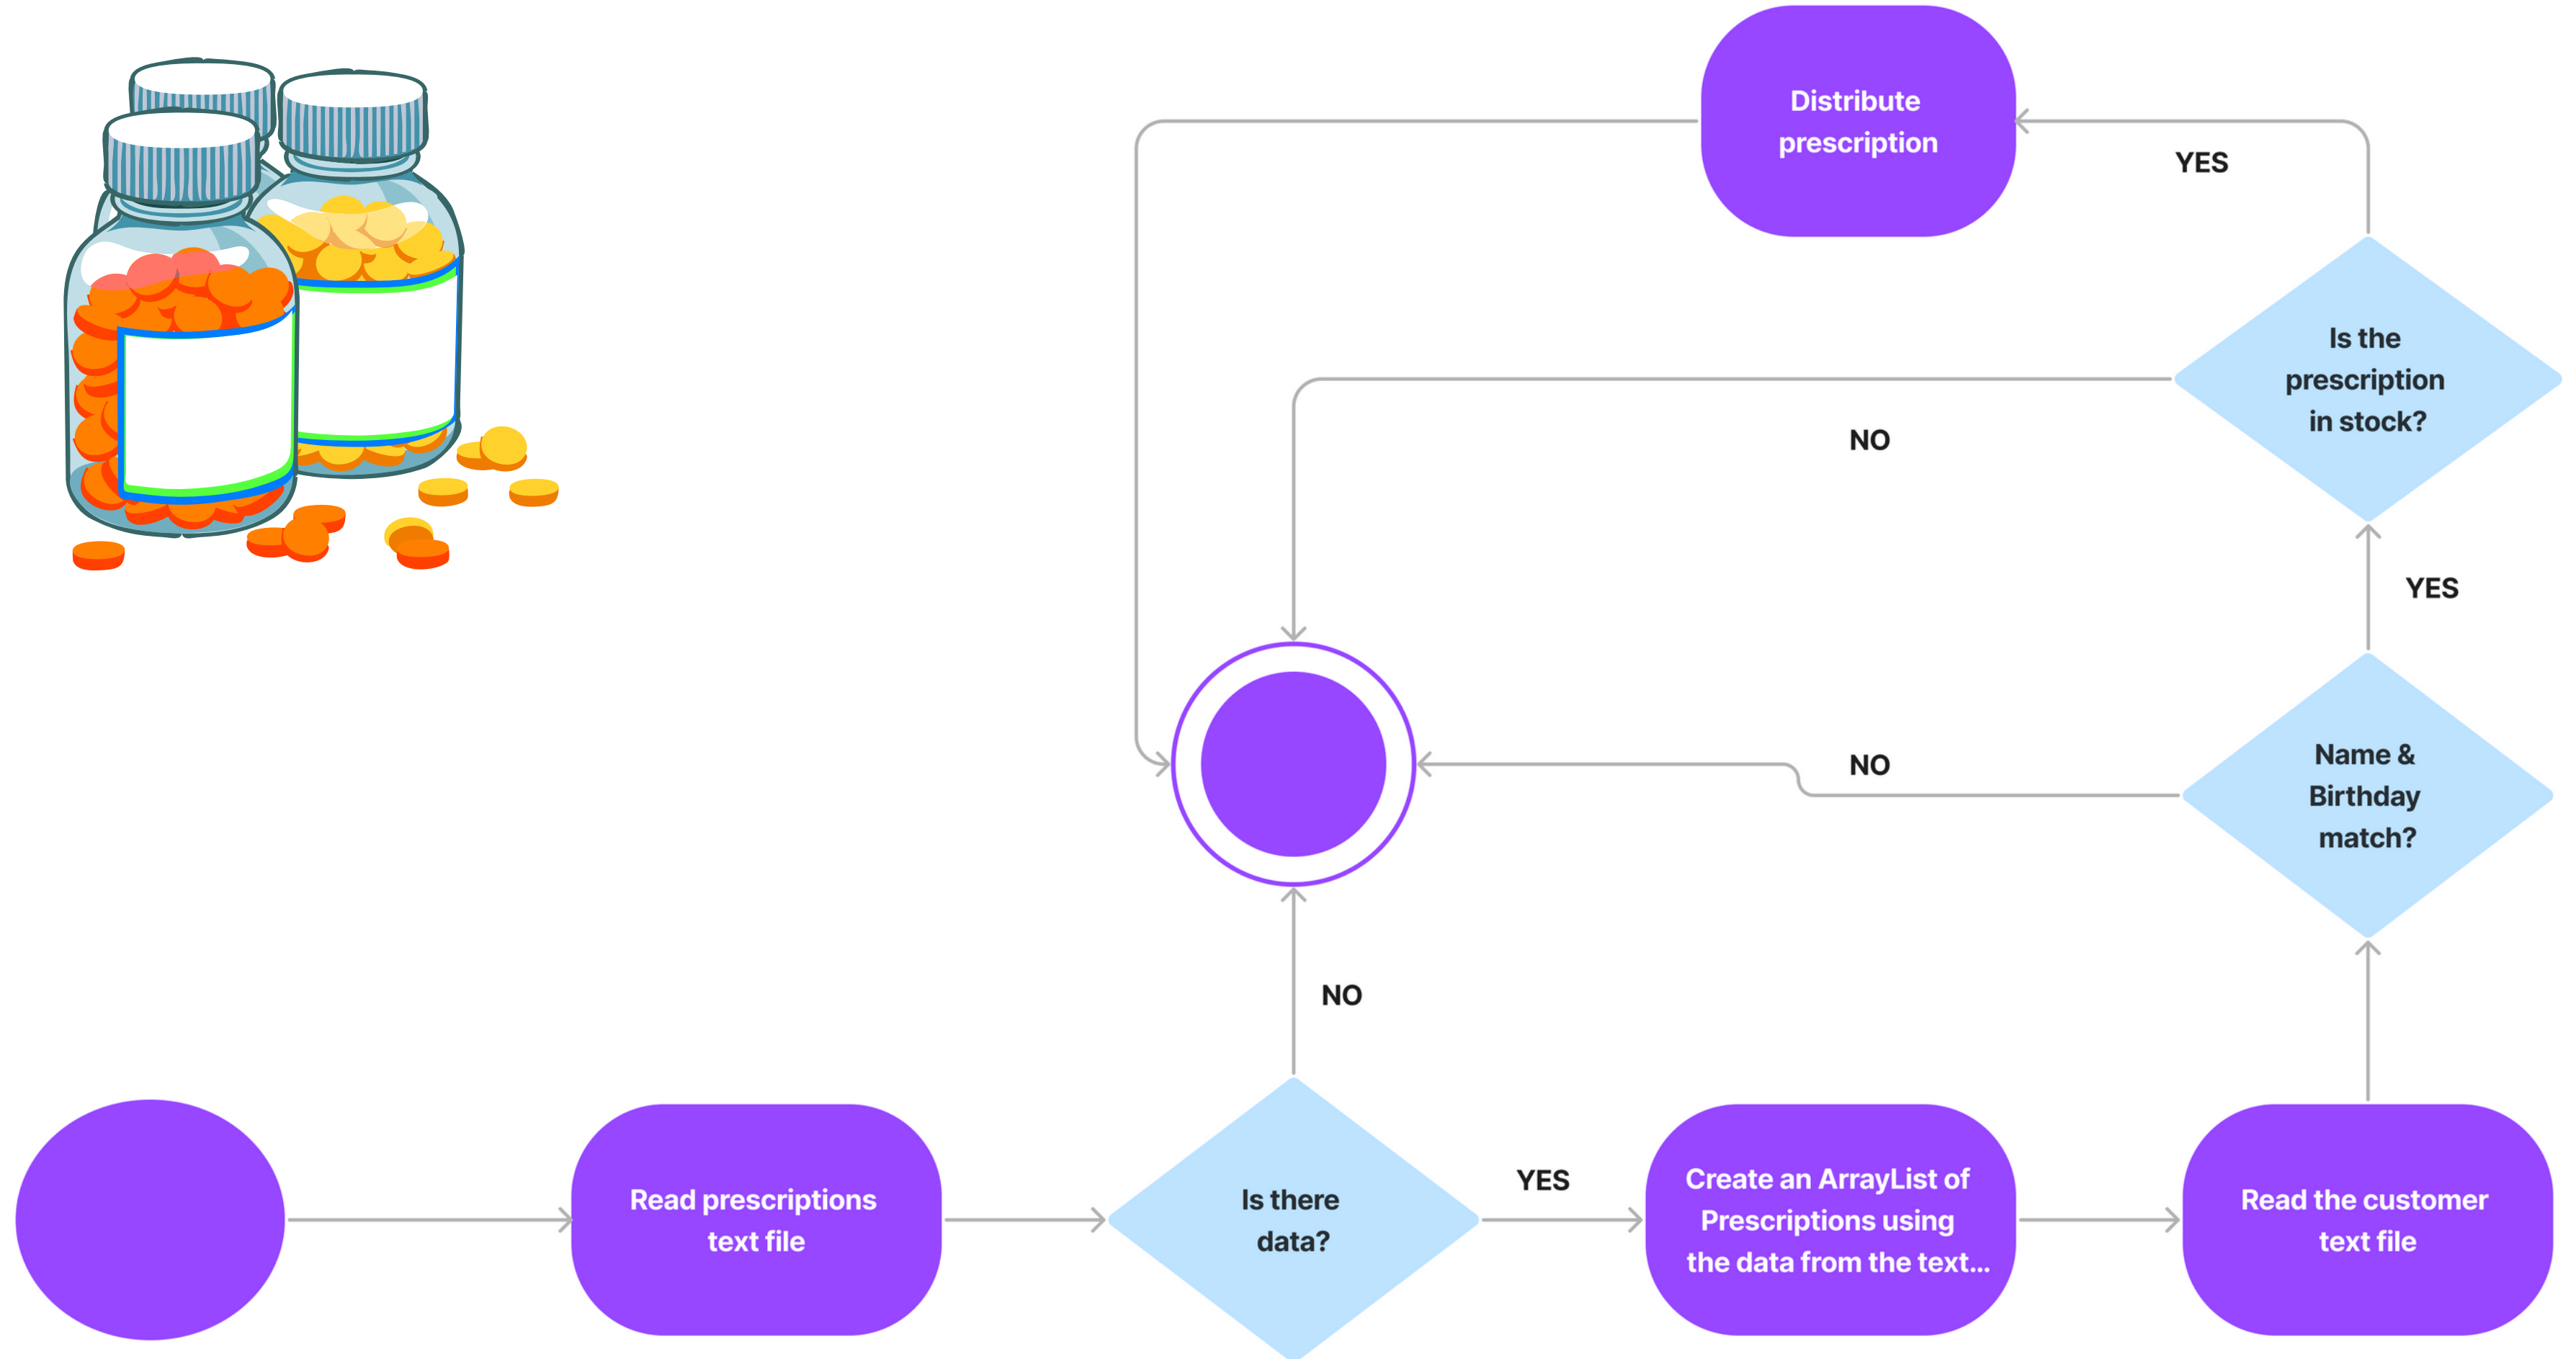 Distribute
prescription
YES
Is the
prescription
in stock?
NO
YES
Name &
Birthday
match?
NO
NO
Read prescriptions
text file
Is there
data?
YES
Create an ArrayList of
Prescriptions using
the data from the text...
Read the customer
text file